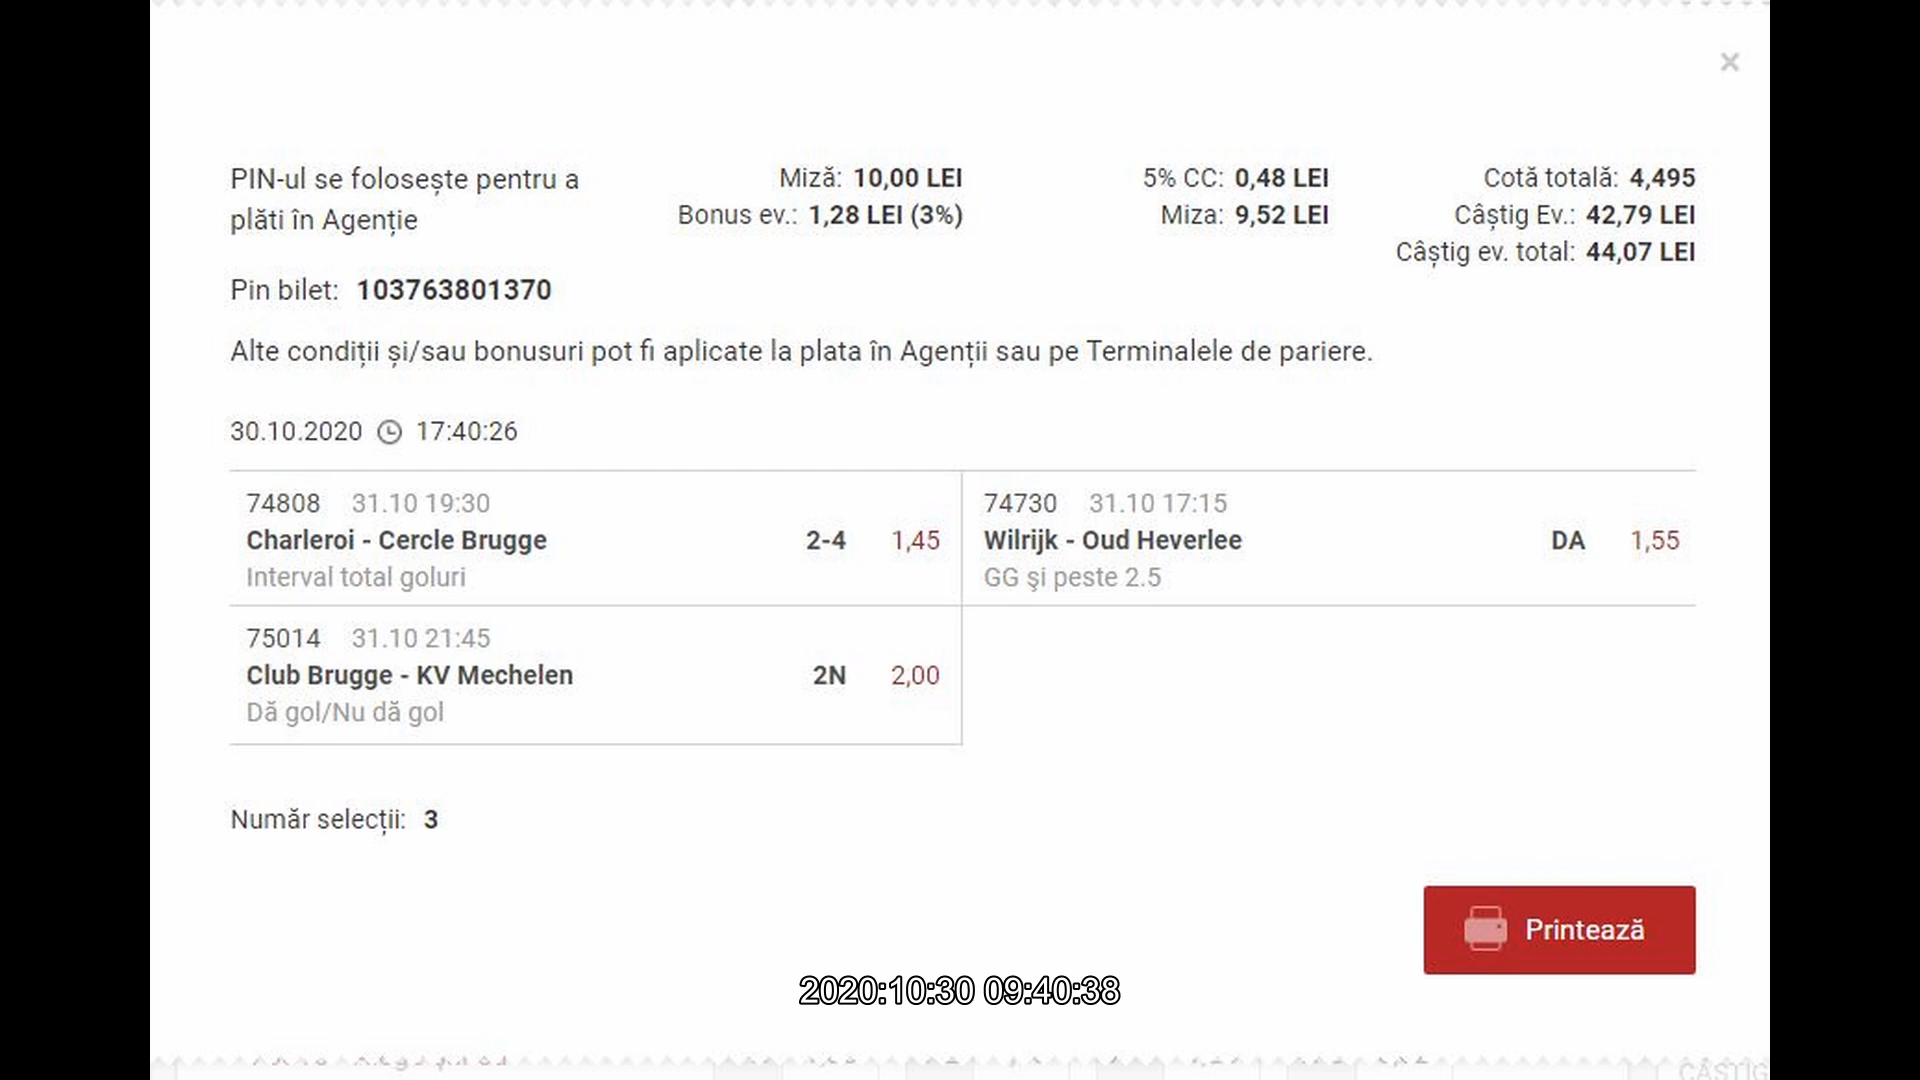 ×
PIN-ul se folosește pentru a
plăti în Agenție
Pin bilet: 103763801370
Miză: 10,00 LEI
Bonus ev.: 1,28 LEI (3%)
5% CC: 0,48 LEI
Miza: 9,52 LEI
Cotă totală: 4,495
Câștig Ev.: 42,79 LEI
Câștig ev. total: 44,07 LEI
Alte condiții și/sau bonusuri pot fi aplicate la plata în Agenții sau pe Terminalele de pariere.
30.10.2020 17:40:26
74808 31.10 19:30
Charleroi - Cercle Brugge 2-4 1,45
Interval total goluri
74730 31.10 17:15
Wilrijk - Oud Heverlee DA 1,55
GG şi peste 2.5
75014 31.10 21:45
Club Brugge - KV Mechelen 2N 2,00
Dă gol/Nu dă gol
Număr selecții: 3
Printează
2020:10:30 09:40:38
CÂȘTIG